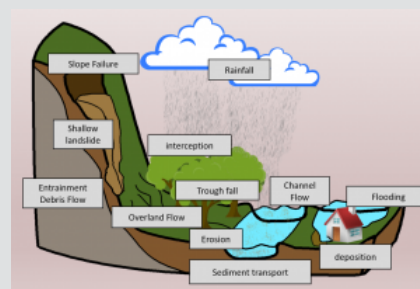 Slope Failure
Rainfall
Shallow
landslide
interception
Entrainment
Debris Flow
Trough fall
Channel
Flow
Flooding
Overland Flow
Erosion
deposition
Sediment transport